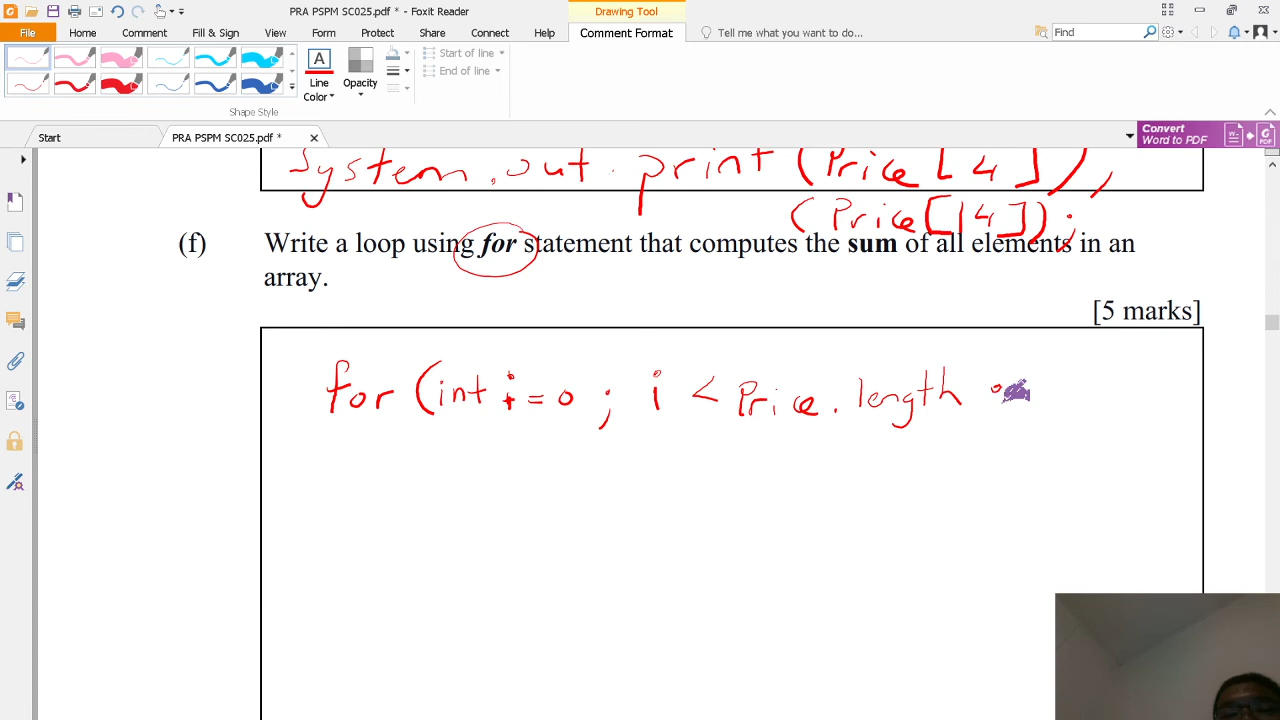 PRA PSPM SC025.pdf * - Foxit Reader
Drawing Tool
File Home Comment Fill & Sign View Form Protect Share Connect Help Comment Format Tell me what you want to do... Find
Start of line
End of line
Line Color
Opacity
Shape Style
Start
PRA PSPM SC025.pdf *
Convert
Word to PDF
System.out.print (Price[4]);
(Price[14]);
(f) Write a loop using for statement that computes the sum of all elements in an
array.
[5 marks]
for (int i = 0 ; i < Price.length